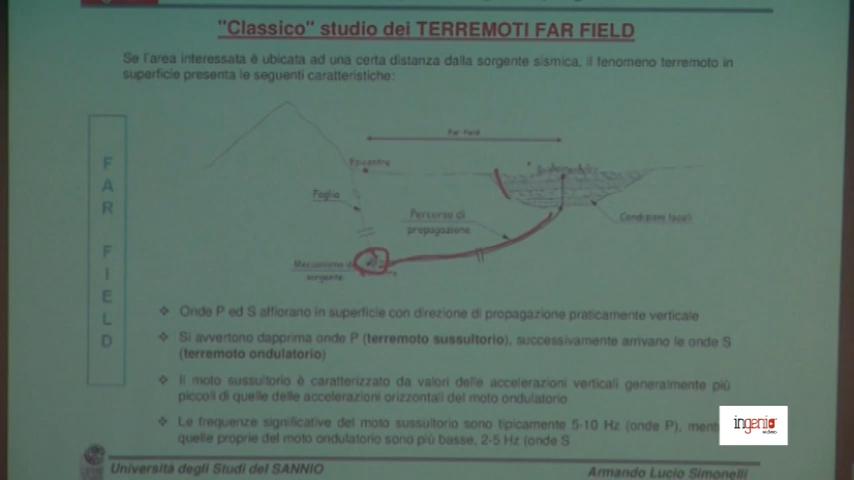 "Classico" studio dei TERREMOTI FAR FIELD
Se l'area interessata è ubicata ad una certa distanza dalla sorgente sismica, il fenomeno terremoto in
superficie presenta le seguenti caratteristiche:
FAR FIELD
Far field
Epicentro
Faglia
Percorso di
propagazione
Condizioni locali
Meccanismo di
sorgente
❖ Onde P ed S affiorano in superficie con direzione di propagazione praticamente verticale
❖ Si avvertono dapprima onde P (terremoto sussultorio), successivamente arrivano le onde S
(terremoto ondulatorio)
❖ Il moto sussultorio è caratterizzato da valori delle accelerazioni verticali generalmente più
piccoli di quelle delle accelerazioni orizzontali del moto ondulatorio
❖ Le frequenze significative del moto sussultorio sono tipicamente 5-10 Hz (onde P),
quelle proprie del moto ondulatorio sono più basse, 2-5 Hz (onde S
ingenio
video
Università degli Studi del SANNIO
Armando Lucio Simonelli